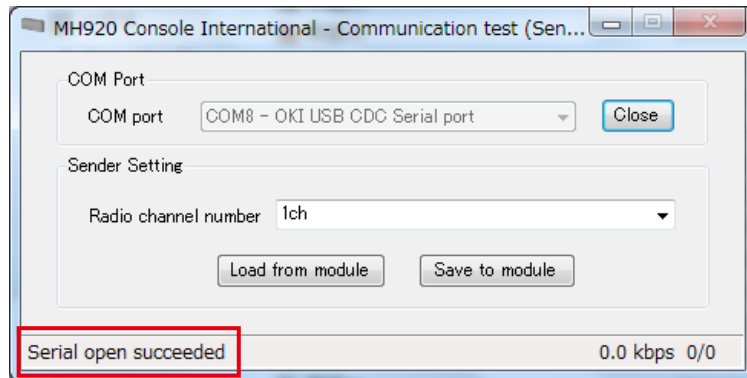 MH920 Console International - Communication test (Sen...
COM Port
COM port COM8 - OKI USB CDC Serial port Close
Sender Setting
Radio channel number 1ch
Load from module Save to module
Serial open succeeded 0.0 kbps 0/0